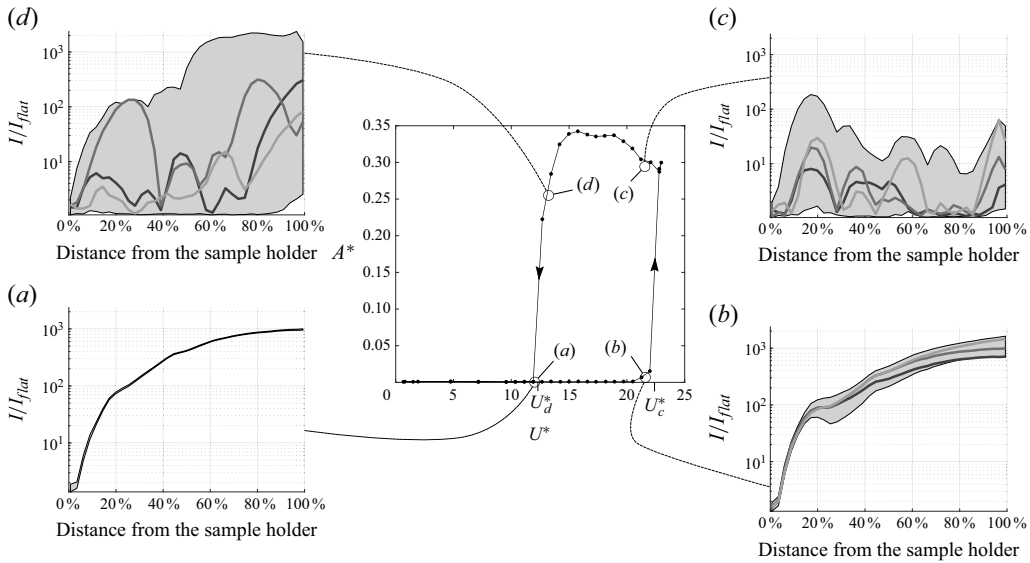 (d)
10³
10²
10¹
I/I_flat
0 %
20 %
40 %
60 %
80 %
100 %
Distance from the sample holder
(c)
10³
10²
10¹
I/I_flat
0 %
20 %
40 %
60 %
80 %
100 %
Distance from the sample holder
A*
0.35
0.30
0.25
0.20
0.15
0.10
0.05
0
5
10
15
20
25
U*_d
U*_c
U*
(d)
(c)
(a)
(b)
(a)
10³
10²
10¹
I/I_flat
0 %
20 %
40 %
60 %
80 %
100 %
Distance from the sample holder
(b)
10³
10²
10¹
I/I_flat
0 %
20 %
40 %
60 %
80 %
100 %
Distance from the sample holder